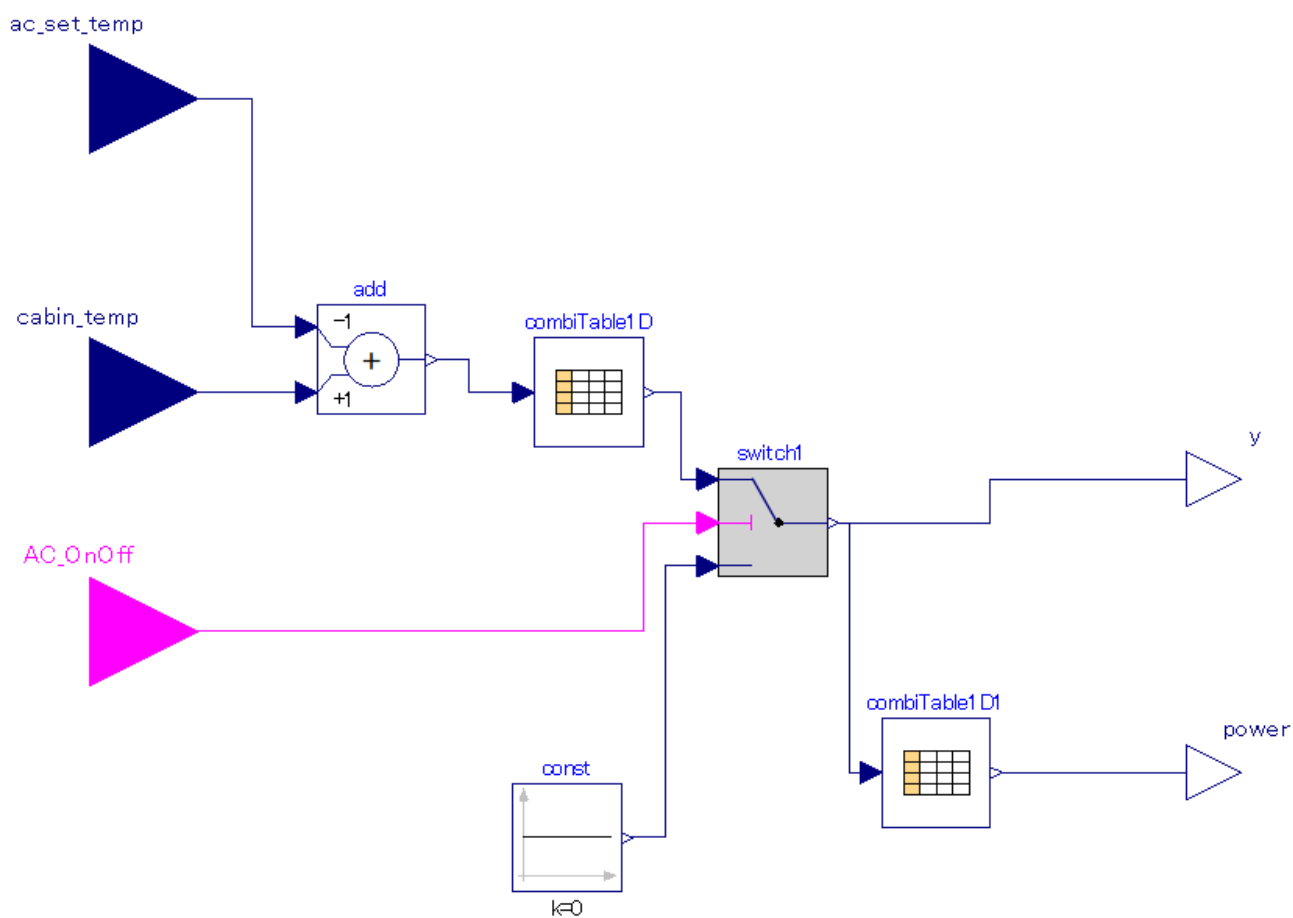 ac_set_temp
add
cabin_temp
−1
+
+1
combiTable1D
switch1
y
AC_OnOff
combiTable1D1
power
const
k=0